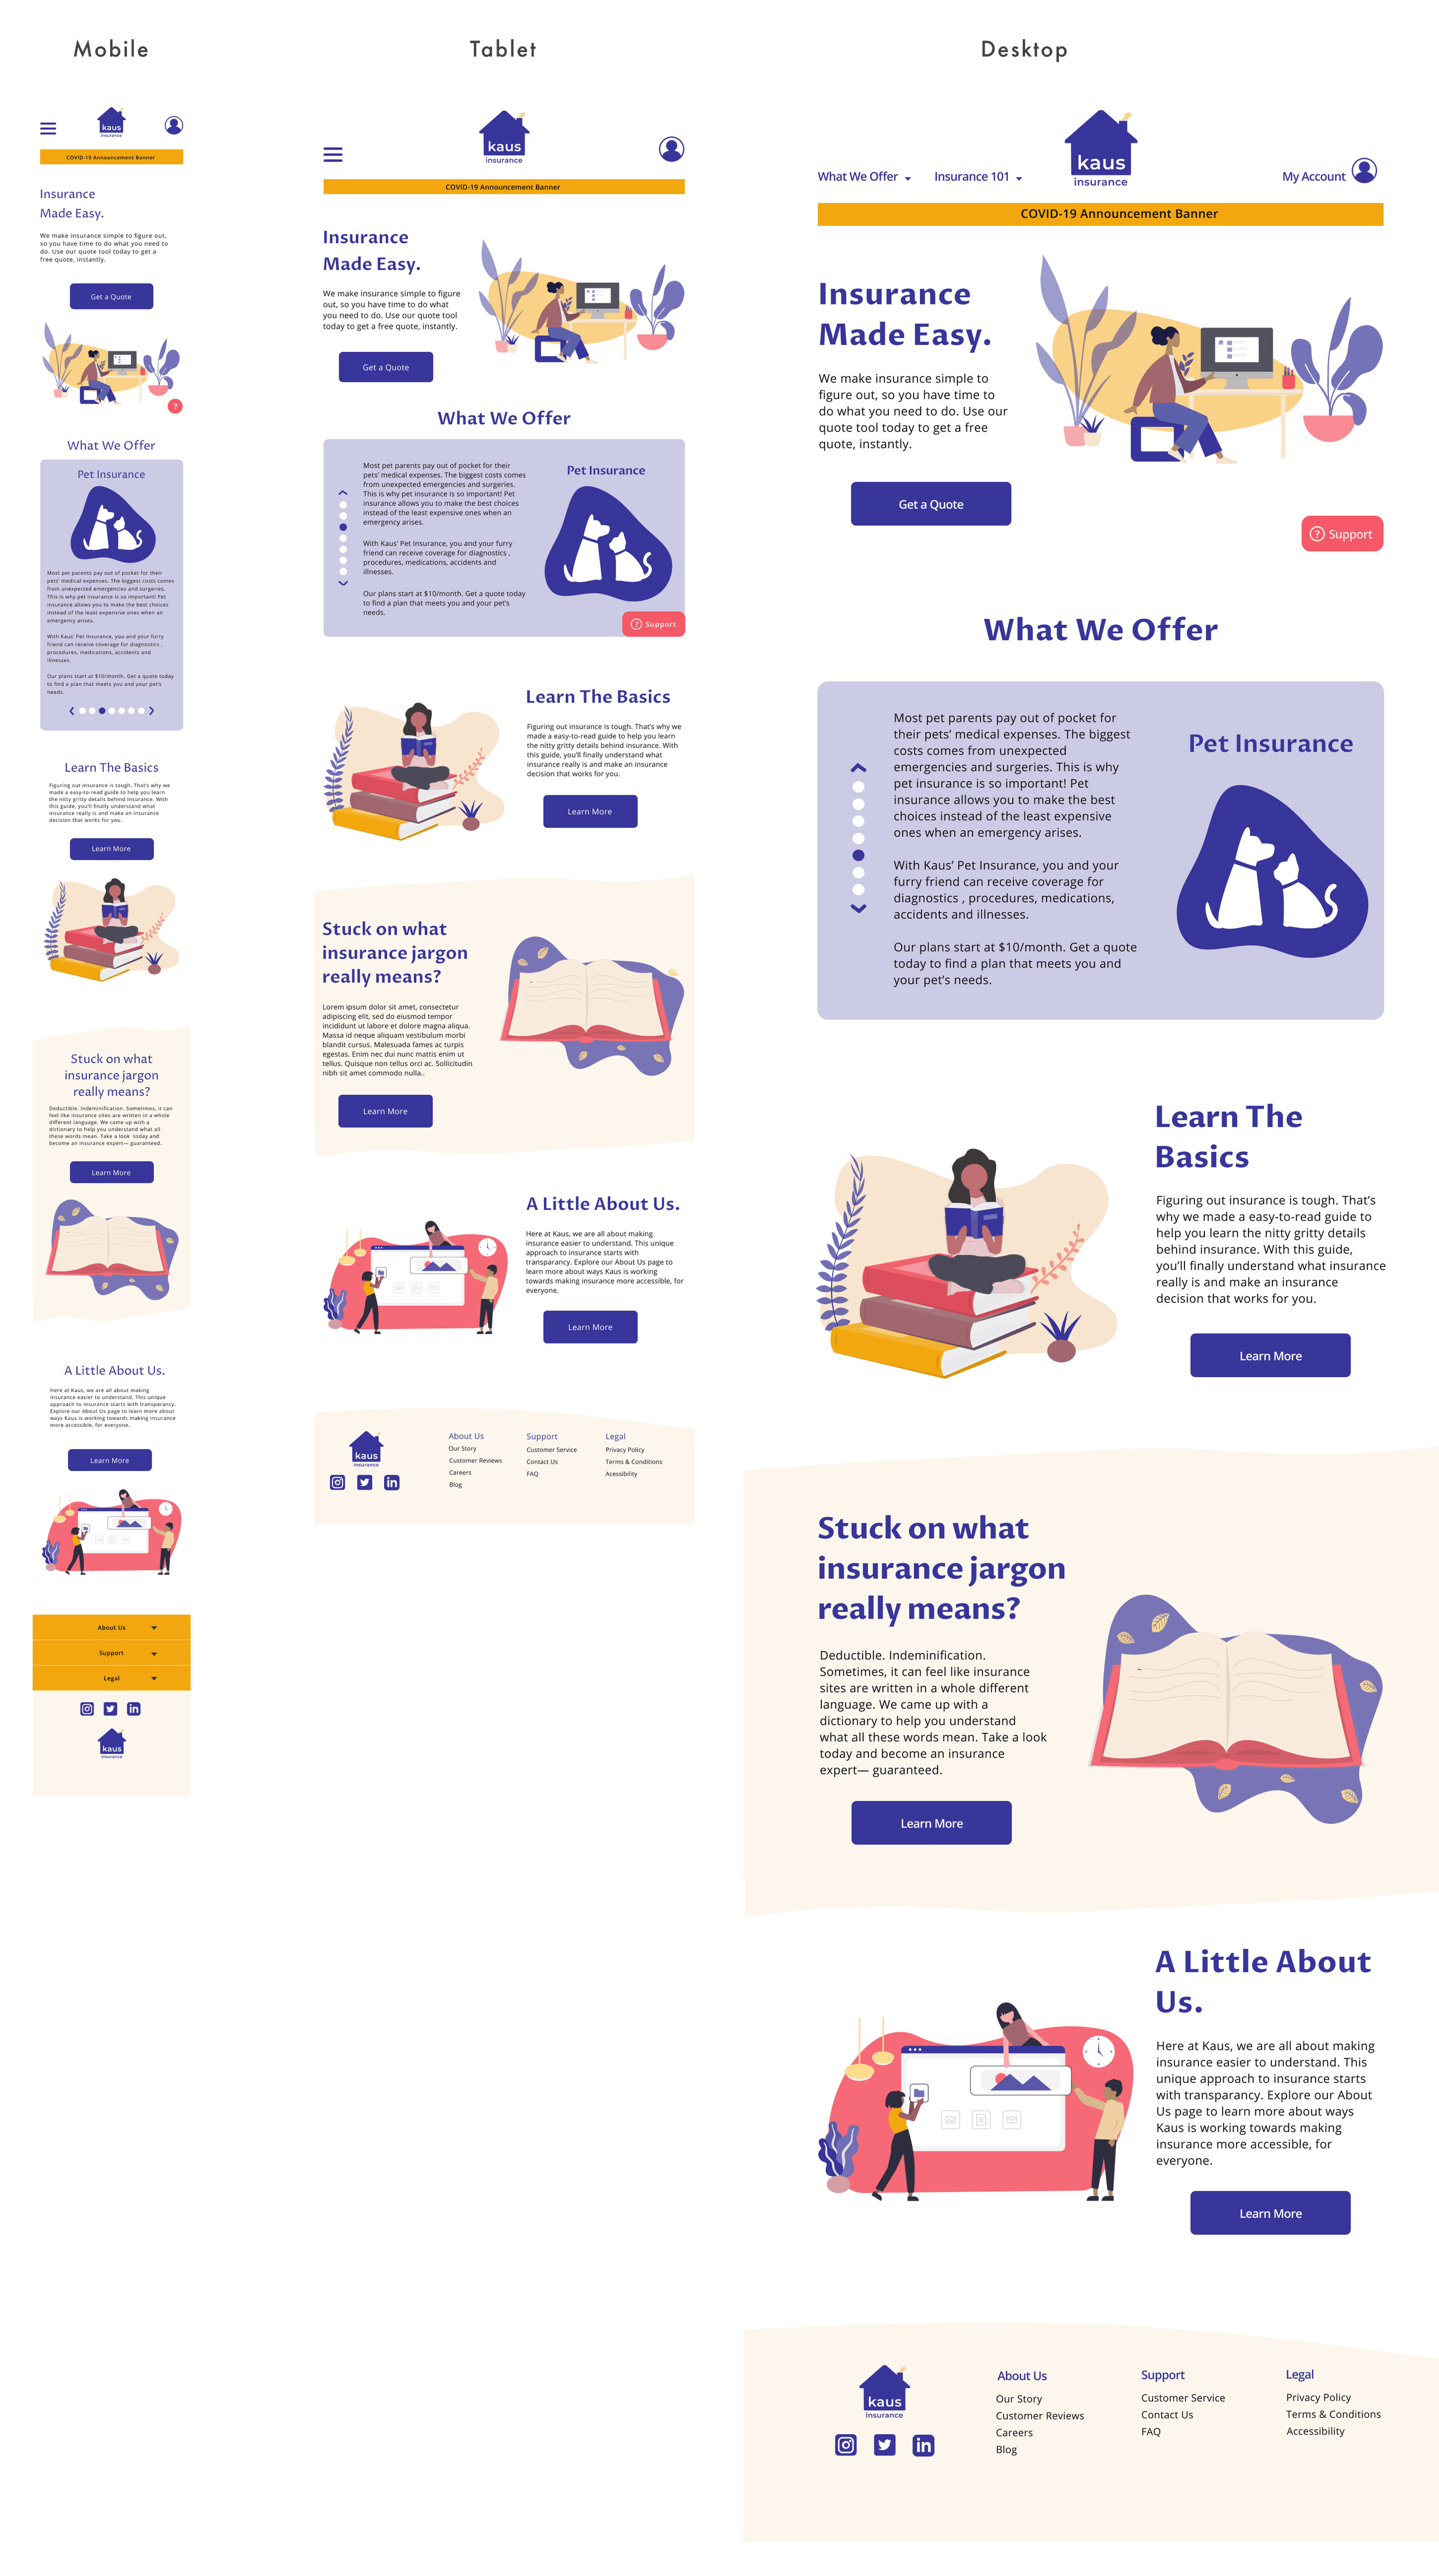 Mobile
kaus
insurance
COVID-19 Announcement Banner
Insurance
Made Easy.
We make insurance simple to figure out,
so you have time to do what you need to
do. Use our quote tool today to get a
free quote, instantly.
Get a Quote
?
What We Offer
Pet Insurance
Most pet parents pay out of pocket for their
pets' medical expenses. The biggest costs comes
from unexpected emergencies and surgeries.
This is why pet insurance is so important! Pet
insurance allows you to make the best choices
instead of the least expensive ones when an
emergency arises.
With Kaus' Pet Insurance, you and your furry
friend can receive coverage for diagnostics ,
procedures, medications, accidents and
illnesses.
Our plans start at $10/month. Get a quote today
to find a plan that meets you and your pet's
needs.
Learn The Basics
Figuring out insurance is tough. That's why we
made a easy-to-read guide to help you learn
the nitty gritty details behind insurance. With
this guide, you'll finally understand what
insurance really is and make an insurance
decision that works for you.
Learn More
Stuck on what
insurance jargon
really means?
Deductible. Indeminification. Sometimes, it can
feel like insurance sites are written in a whole
different language. We came up with a
dictionary to help you understand what all
these words mean. Take a look today and
become an insurance expert— guaranteed.
Learn More
A Little About Us.
Here at Kaus, we are all about making
insurance easier to understand. This unique
approach to insurance starts with transparency.
Explore our About Us page to learn more about
ways Kaus is working towards making insurance
more accessible, for everyone.
Learn More
About Us
Support
Legal
kaus
insurance
Tablet
kaus
insurance
COVID-19 Announcement Banner
Insurance
Made Easy.
We make insurance simple to figure
out, so you have time to do what
you need to do. Use our quote tool
today to get a free quote, instantly.
Get a Quote
What We Offer
Most pet parents pay out of pocket for their
pets' medical expenses. The biggest costs comes
from unexpected emergencies and surgeries.
This is why pet insurance is so important! Pet
insurance allows you to make the best choices
instead of the least expensive ones when an
emergency arises.
With Kaus' Pet Insurance, you and your furry
friend can receive coverage for diagnostics ,
procedures, medications, accidents and
illnesses.
Our plans start at $10/month. Get a quote today
to find a plan that meets you and your pet's
needs.
Pet Insurance
? Support
Learn The Basics
Figuring out insurance is tough. That's why we
made a easy-to-read guide to help you learn
the nitty gritty details behind insurance. With
this guide, you'll finally understand what
insurance really is and make an insurance
decision that works for you.
Learn More
Stuck on what
insurance jargon
really means?
Lorem ipsum dolor sit amet, consectetur
adipiscing elit, sed do eiusmod tempor
incididunt ut labore et dolore magna aliqua.
Massa id neque aliquam vestibulum morbi
blandit cursus. Malesuada fames ac turpis
egestas. Enim nec dui nunc mattis enim ut
tellus. Quisque non tellus orci ac. Sollicitudin
nibh sit amet commodo nulla..
Learn More
A Little About Us.
Here at Kaus, we are all about making
insurance easier to understand. This unique
approach to insurance starts with
transparency. Explore our About Us page to
learn more about ways Kaus is working
towards making insurance more accessible, for
everyone.
Learn More
kaus
insurance
About Us
Our Story
Customer Reviews
Careers
Blog
Support
Customer Service
Contact Us
FAQ
Legal
Privacy Policy
Terms & Conditions
Acessibility
Desktop
What We Offer
Insurance 101
kaus
insurance
My Account
COVID-19 Announcement Banner
Insurance
Made Easy.
We make insurance simple to
figure out, so you have time to
do what you need to do. Use our
quote tool today to get a free
quote, instantly.
Get a Quote
? Support
What We Offer
Most pet parents pay out of pocket for
their pets' medical expenses. The biggest
costs comes from unexpected
emergencies and surgeries. This is why
pet insurance is so important! Pet
insurance allows you to make the best
choices instead of the least expensive
ones when an emergency arises.
With Kaus' Pet Insurance, you and your
furry friend can receive coverage for
diagnostics , procedures, medications,
accidents and illnesses.
Our plans start at $10/month. Get a quote
today to find a plan that meets you and
your pet's needs.
Pet Insurance
Learn The
Basics
Figuring out insurance is tough. That's
why we made a easy-to-read guide to
help you learn the nitty gritty details
behind insurance. With this guide,
you'll finally understand what insurance
really is and make an insurance
decision that works for you.
Learn More
Stuck on what
insurance jargon
really means?
Deductible. Indeminification.
Sometimes, it can feel like insurance
sites are written in a whole different
language. We came up with a
dictionary to help you understand
what all these words mean. Take a look
today and become an insurance
expert— guaranteed.
Learn More
A Little About
Us.
Here at Kaus, we are all about making
insurance easier to understand. This
unique approach to insurance starts
with transparency. Explore our About
Us page to learn more about ways
Kaus is working towards making
insurance more accessible, for
everyone.
Learn More
kaus
insurance
About Us
Our Story
Customer Reviews
Careers
Blog
Support
Customer Service
Contact Us
FAQ
Legal
Privacy Policy
Terms & Conditions
Accessibility